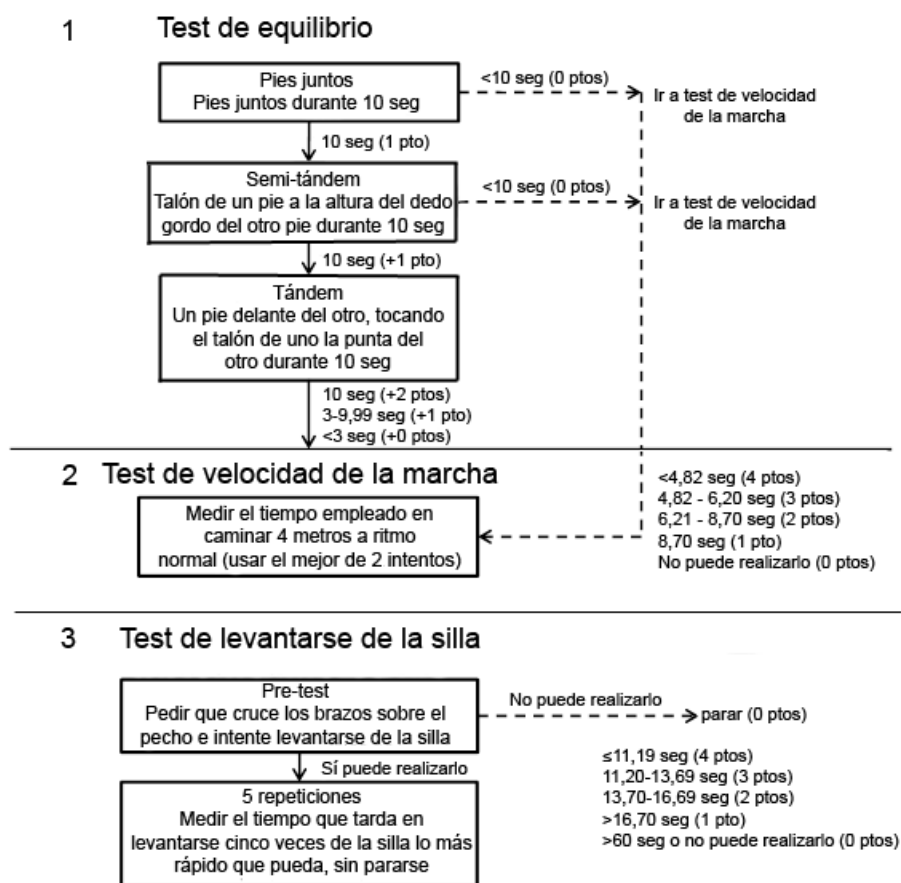 1 Test de equilibrio
Pies juntos
Pies juntos durante 10 seg
<10 seg (0 ptos)
Ir a test de velocidad
de la marcha
10 seg (1 pto)
Semi-tándem
Talón de un pie a la altura del dedo
gordo del otro pie durante 10 seg
<10 seg (0 ptos)
Ir a test de velocidad
de la marcha
10 seg (+1 pto)
Tándem
Un pie delante del otro, tocando
el talón de uno la punta del
otro durante 10 seg
10 seg (+2 ptos)
3-9,99 seg (+1 pto)
<3 seg (+0 ptos)
2 Test de velocidad de la marcha
Medir el tiempo empleado en
caminar 4 metros a ritmo
normal (usar el mejor de 2 intentos)
<4,82 seg (4 ptos)
4,82 - 6,20 seg (3 ptos)
6,21 - 8,70 seg (2 ptos)
8,70 seg (1 pto)
No puede realizarlo (0 ptos)
3 Test de levantarse de la silla
Pre-test
Pedir que cruce los brazos sobre el
pecho e intente levantarse de la silla
No puede realizarlo
parar (0 ptos)
Sí puede realizarlo
5 repeticiones
Medir el tiempo que tarda en
levantarse cinco veces de la silla lo más
rápido que pueda, sin pararse
≤11,19 seg (4 ptos)
11,20-13,69 seg (3 ptos)
13,70-16,69 seg (2 ptos)
>16,70 seg (1 pto)
>60 seg o no puede realizarlo (0 ptos)